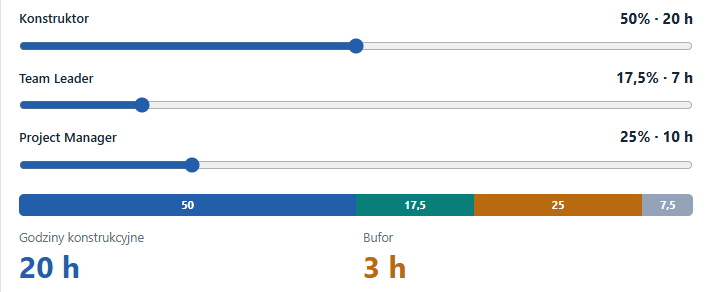 Konstruktor 50% · 20 h
Team Leader 17,5% · 7 h
Project Manager 25% · 10 h
50 17,5 25 7,5
Godziny konstrukcyjne Bufor
20 h 3 h